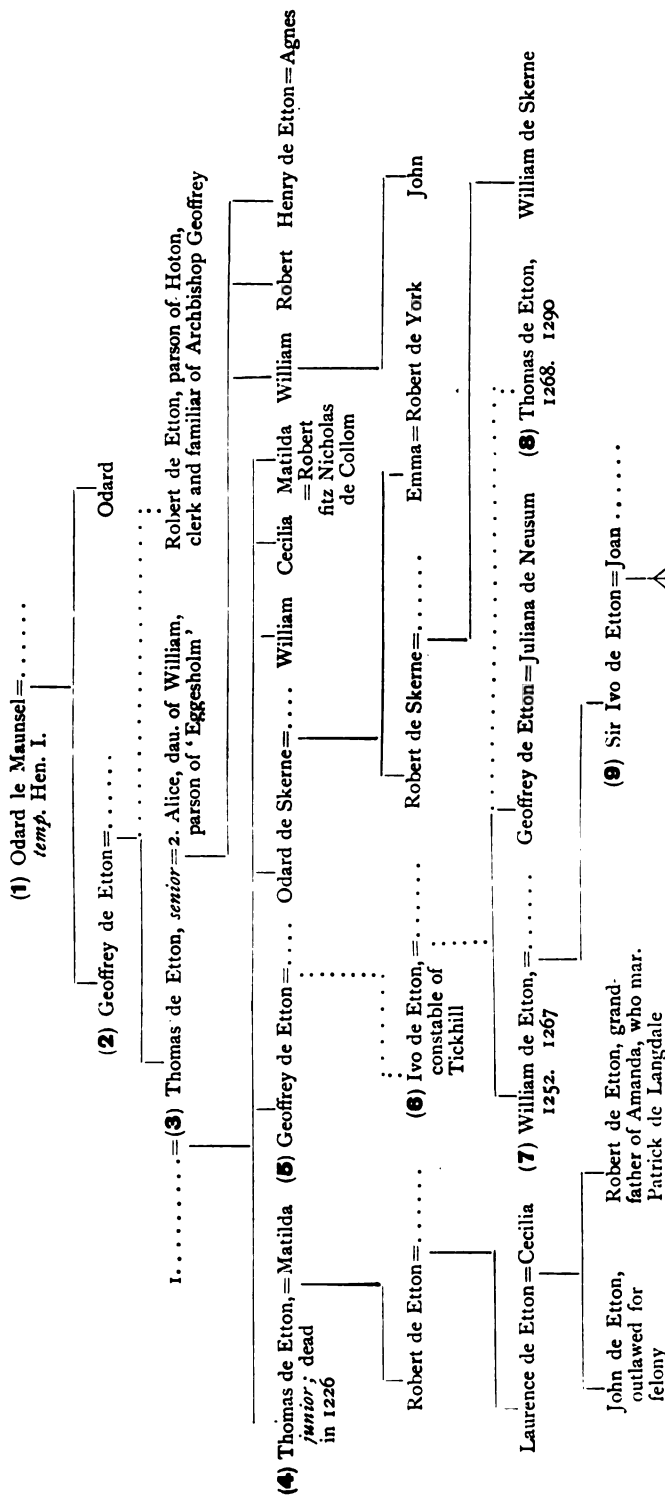 (1) Odard le Maunsel=......
temp. Hen. I.
(2) Geoffrey de Etton=......
Odard
1.........=(3) Thomas de Etton, senior=2. Alice, dau. of William,
parson of ‘Eggesholm’
Robert de Etton, parson of Hoton,
clerk and familiar of Archbishop Geoffrey
(4) Thomas de Etton,=Matilda
junior; dead
in 1226
(5) Geoffrey de Etton=....
Odard de Skerne=....
William
Cecilia
Matilda
=Robert
fitz Nicholas
de Collom
William
Robert
Henry de Etton=Agnes
Robert de Etton=......
(6) Ivo de Etton,=......
constable of
Tickhill
Robert de Skerne=......
Emma=Robert de York
John
Laurence de Etton=Cecilia
(7) William de Etton,=......
1252. 1267
Geoffrey de Etton=Juliana de Neusum
(8) Thomas de Etton,
1268. 1290
William de Skerne
John de Etton,
outlawed for
felony
Robert de Etton, grand-
father of Amanda, who mar.
Patrick de Langdale
(9) Sir Ivo de Etton=Joan......